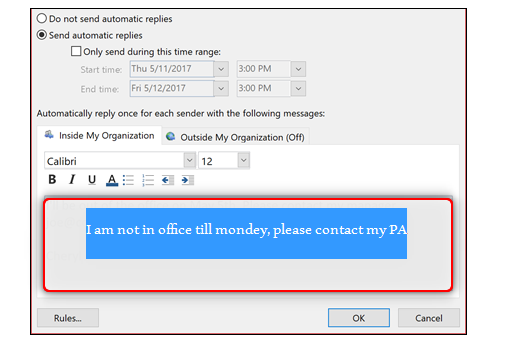 Do not send automatic replies
Send automatic replies
Only send during this time range:
Start time: Thu 5/11/2017 3:00 PM
End time: Fri 5/12/2017 3:00 PM
Automatically reply once for each sender with the following messages:
Inside My Organization Outside My Organization (Off)
Calibri 12
B I U A
I am not in office till mondey, please contact my PA
Rules... OK Cancel